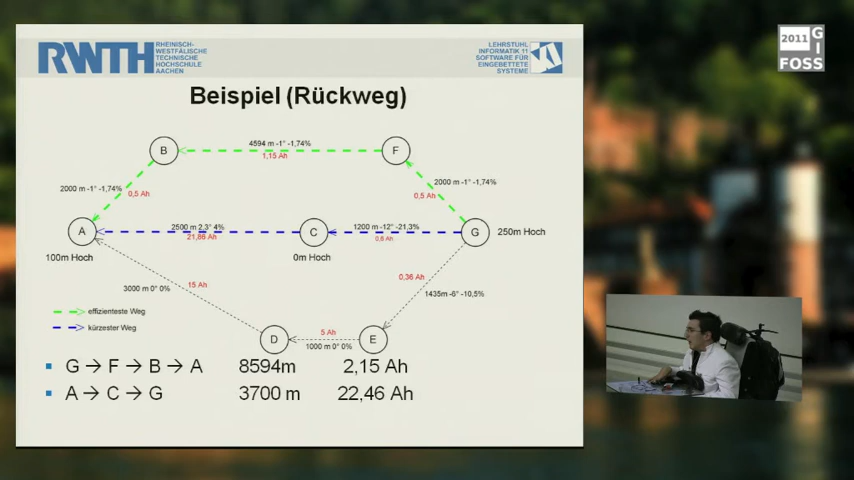 RWTH
RHEINISCH-
WESTFÄLISCHE
TECHNISCHE
HOCHSCHULE
AACHEN
LEHRSTUHL
INFORMATIK 11
SOFTWARE FÜR
EINGEBETTETE
SYSTEME
XI
2011
GI
FOSS
Beispiel (Rückweg)
B
4594 m -1° -1,74%
1,15 Ah
F
2000 m -1° -1,74%
0,5 Ah
2000 m -1° -1,74%
0,5 Ah
A
2500 m 2,3° 4%
21,86 Ah
C
1200 m -12° -21,3%
0,6 Ah
G
250m Hoch
100m Hoch
0m Hoch
3000 m 0° 0%
15 Ah
0,36 Ah
1435m -6° -10,5%
effizienteste Weg
kürzester Weg
D
5 Ah
1000 m 0° 0%
E
G → F → B → A 8594m 2,15 Ah
A → C → G 3700 m 22,46 Ah